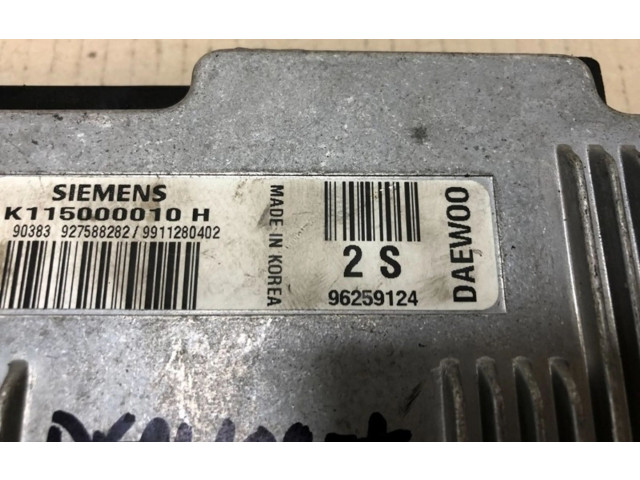 SIEMENS
K115000010 H
90383 927588282/9911280402
MADE IN KOREA
2 S
96259124
DAEWOO